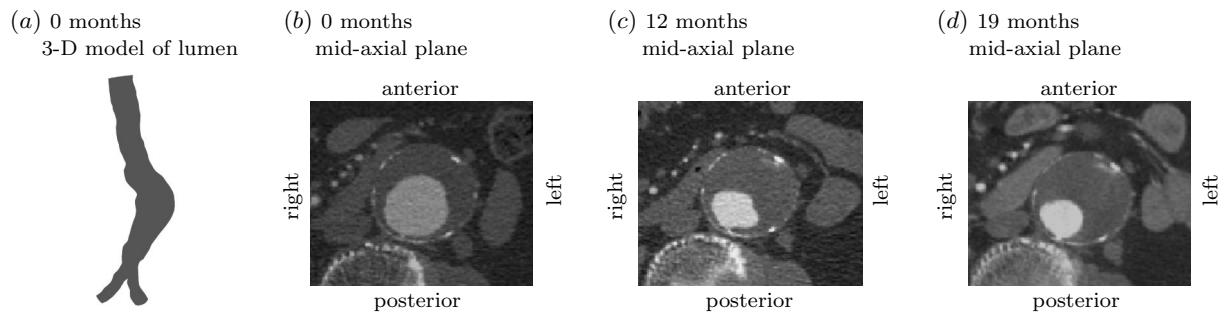 (a) 0 months
3-D model of lumen
(b) 0 months
mid-axial plane
anterior
right
left
posterior
(c) 12 months
mid-axial plane
anterior
right
left
posterior
(d) 19 months
mid-axial plane
anterior
right
left
posterior